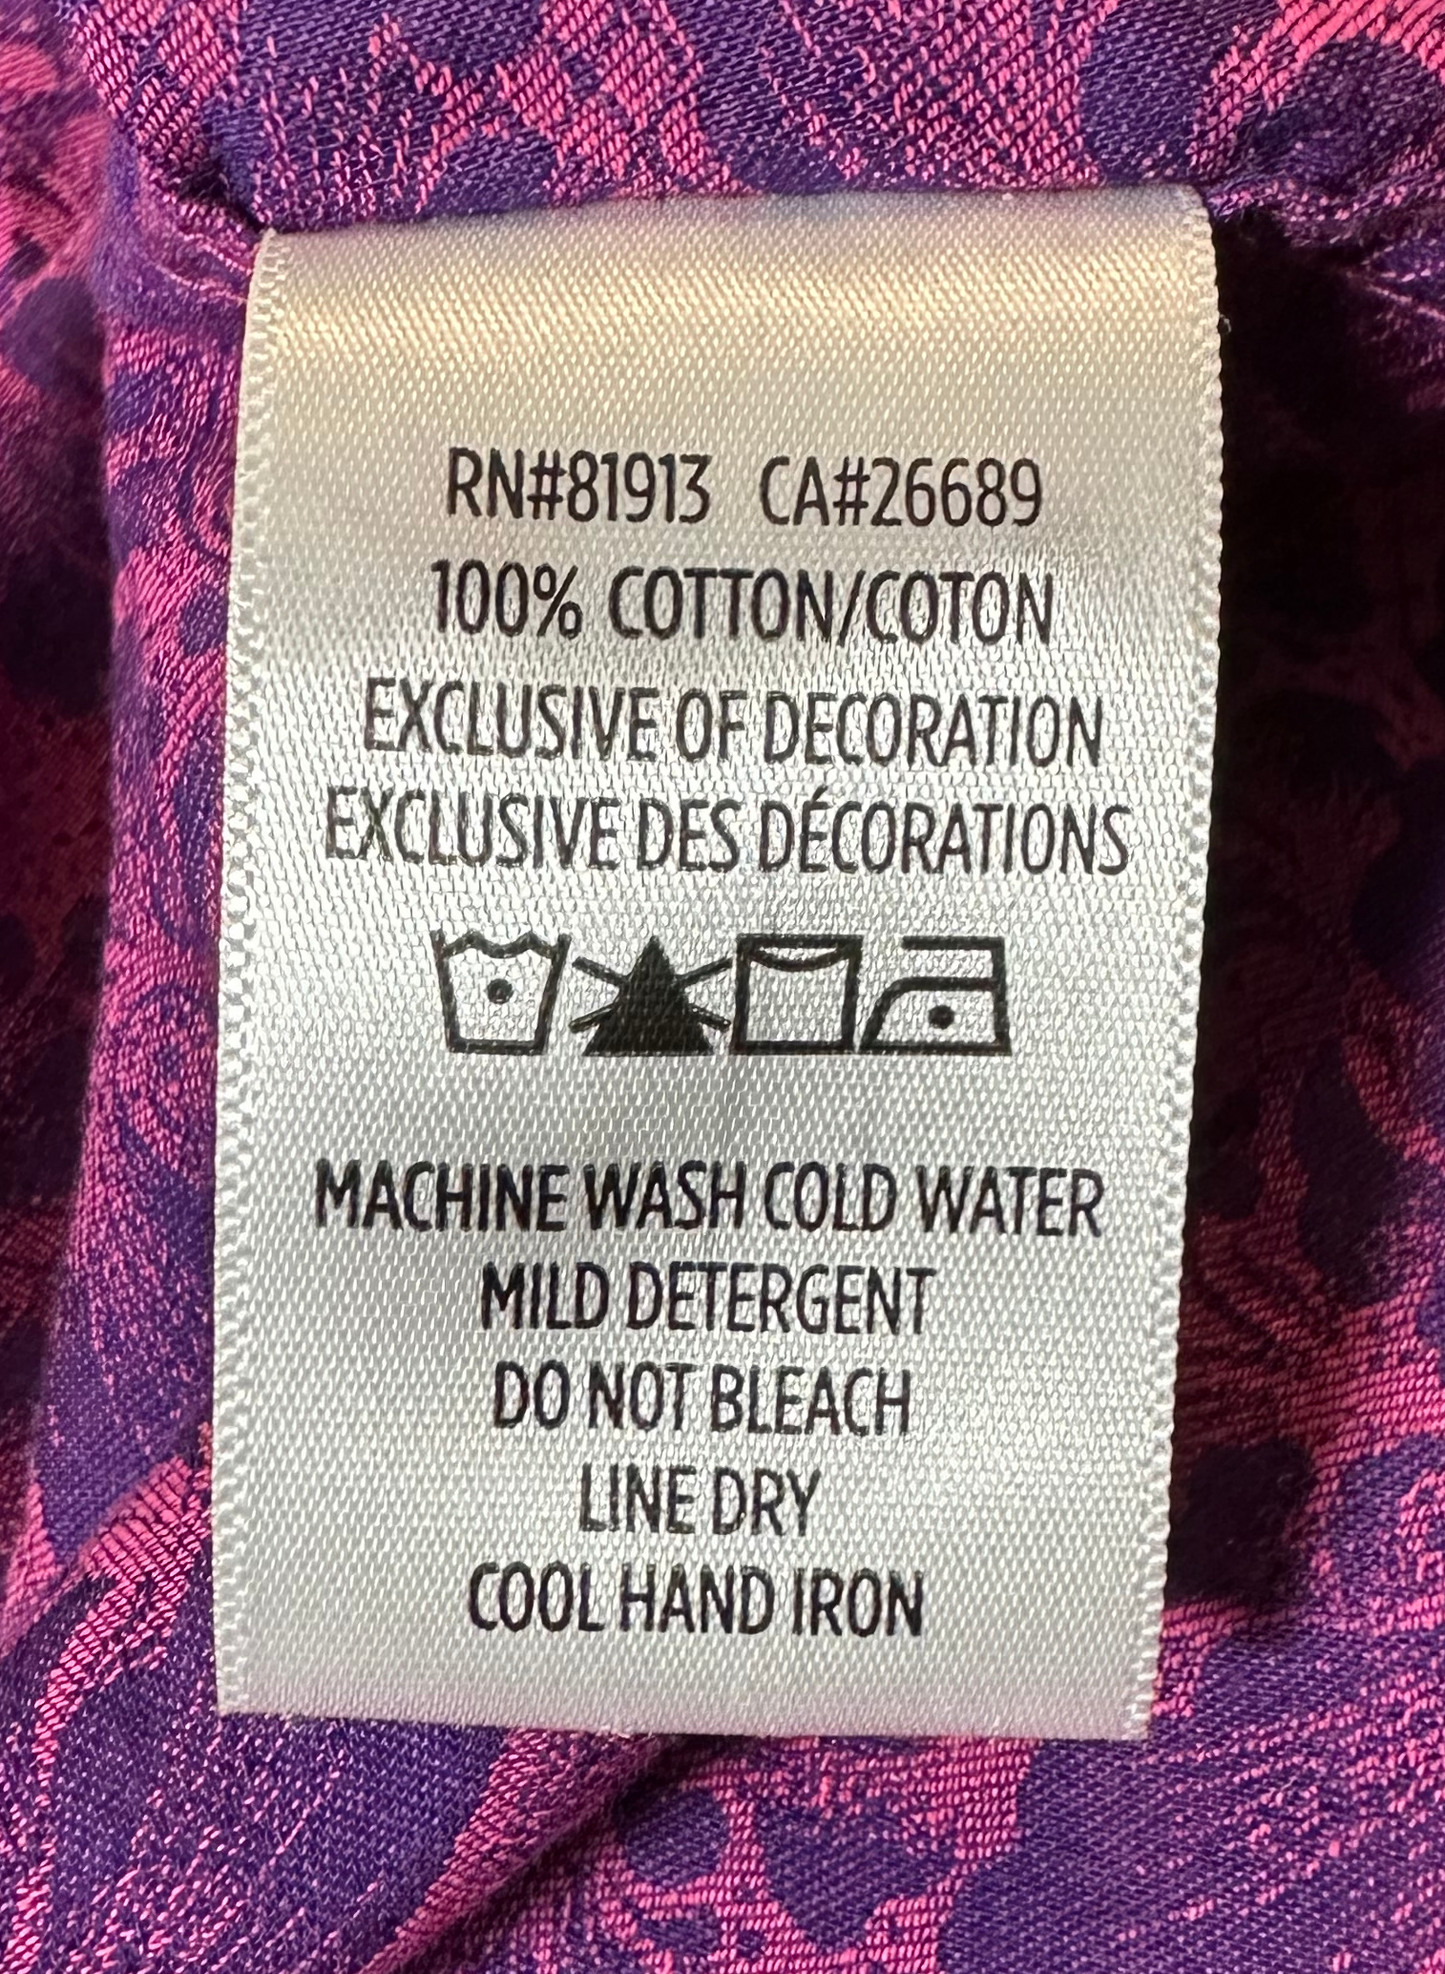 RN#81913 CA#26689
100% COTTON/COTON
EXCLUSIVE OF DECORATION
EXCLUSIVE DES DÉCORATIONS
MACHINE WASH COLD WATER
MILD DETERGENT
DO NOT BLEACH
LINE DRY
COOL HAND IRON